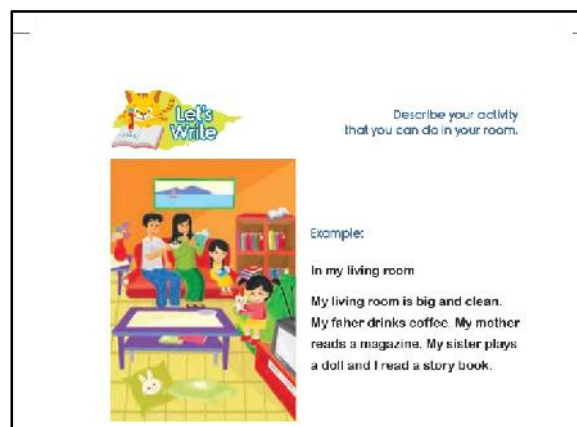 Let's
Write
Describe your activity
that you can do in your room.
Example:
In my living room
My living room is big and clean.
My faher drinks coffee. My mother
reads a magazine. My sister plays
a doll and I read a story book.